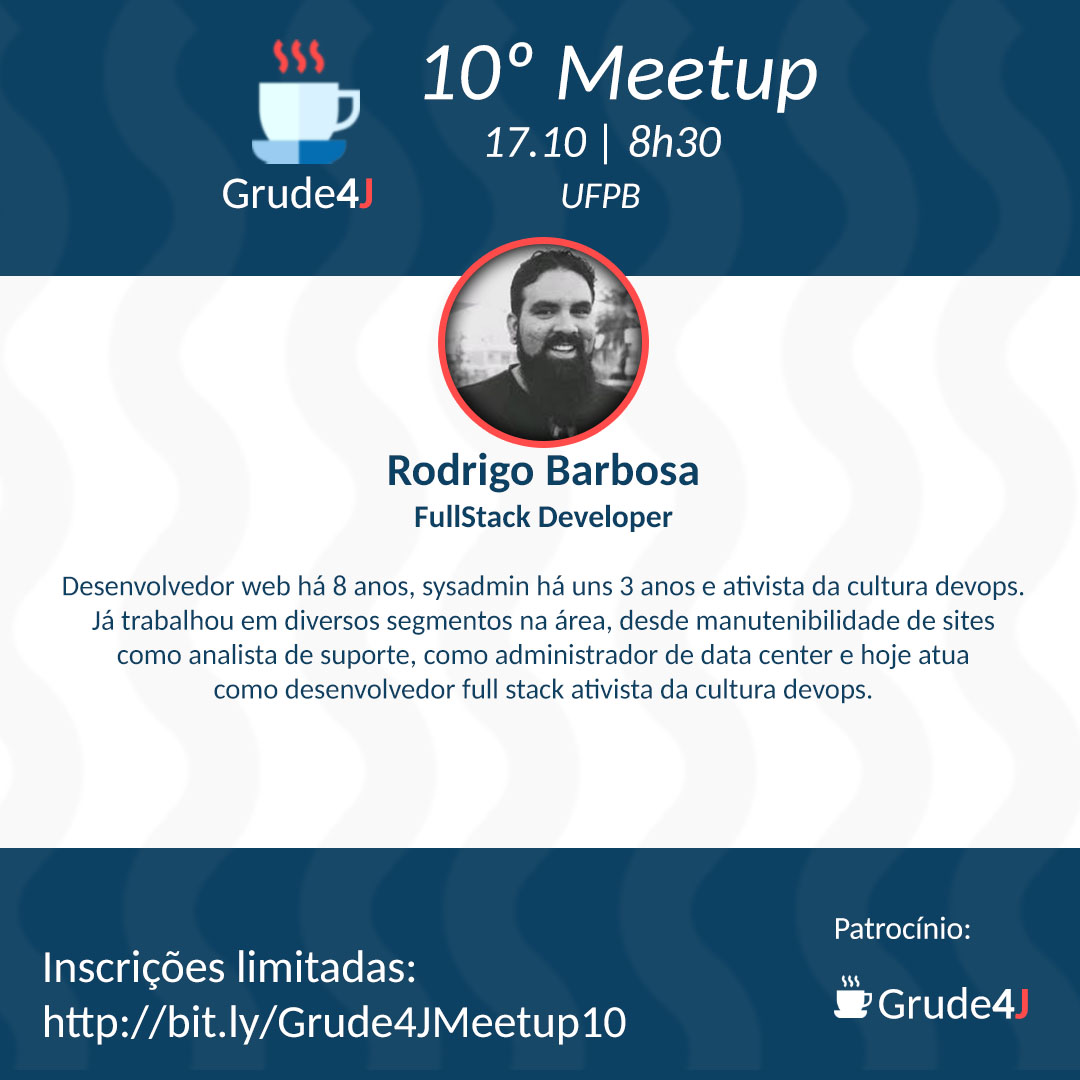 10º Meetup
17.10 | 8h30
UFPB
Grude4J
Rodrigo Barbosa
FullStack Developer
Desenvolvedor web há 8 anos, sysadmin há uns 3 anos e ativista da cultura devops.
Já trabalhou em diversos segmentos na área, desde manutenibilidade de sites
como analista de suporte, como administrador de data center e hoje atua
como desenvolvedor full stack ativista da cultura devops.
Inscrições limitadas:
http://bit.ly/Grude4JMeetup10
Patrocínio:
Grude4J